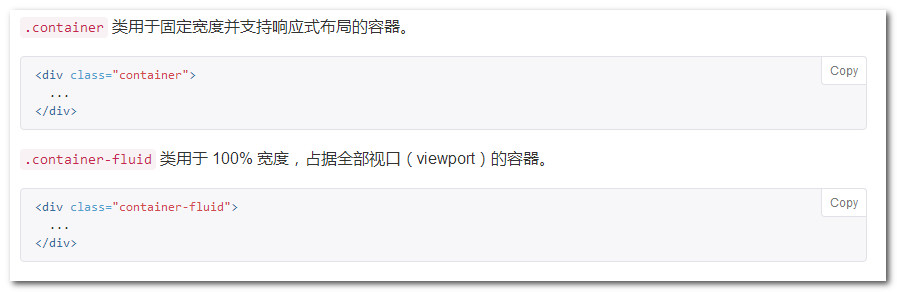 .container 类用于固定宽度并支持响应式布局的容器。
Copy
<div class="container">
...
</div>
.container-fluid 类用于 100% 宽度，占据全部视口（viewport）的容器。
Copy
<div class="container-fluid">
...
</div>